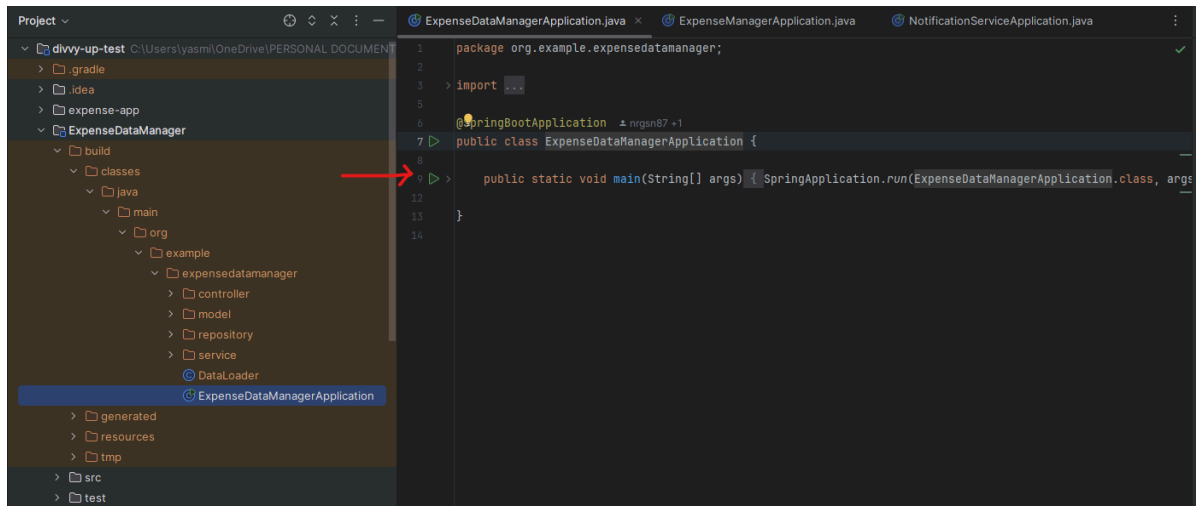 Project
divvy-up-test C:\Users\yasmi\OneDrive\PERSONAL DOCUMENT
.gradle
.idea
expense-app
ExpenseDataManager
build
classes
java
main
org
example
expensedatamanager
controller
model
repository
service
DataLoader
ExpenseDataManagerApplication
generated
resources
tmp
src
test
ExpenseDataManagerApplication.java ExpenseManagerApplication.java NotificationServiceApplication.java
1 package org.example.expensedatamanager;
2
3 import ...
5
6 @SpringBootApplication nrgsn87 +1
7 public class ExpenseDataManagerApplication {
8
9 public static void main(String[] args) { SpringApplication.run(ExpenseDataManagerApplication.class, args
12
13 }
14